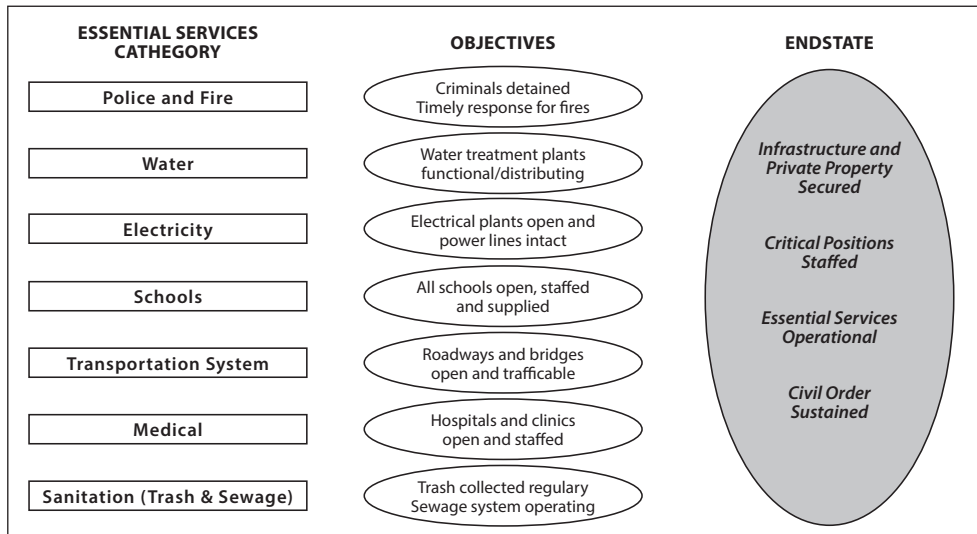 ESSENTIAL SERVICES
CATHEGORY
OBJECTIVES
ENDSTATE
Police and Fire
Criminals detained
Timely response for fires
Water
Water treatment plants
functional/distributing
Electricity
Electrical plants open and
power lines intact
Schools
All schools open, staffed
and supplied
Transportation System
Roadways and bridges
open and trafficable
Medical
Hospitals and clinics
open and staffed
Sanitation (Trash & Sewage)
Trash collected regulary
Sewage system operating
Infrastructure and
Private Property
Secured
Critical Positions
Staffed
Essential Services
Operational
Civil Order
Sustained